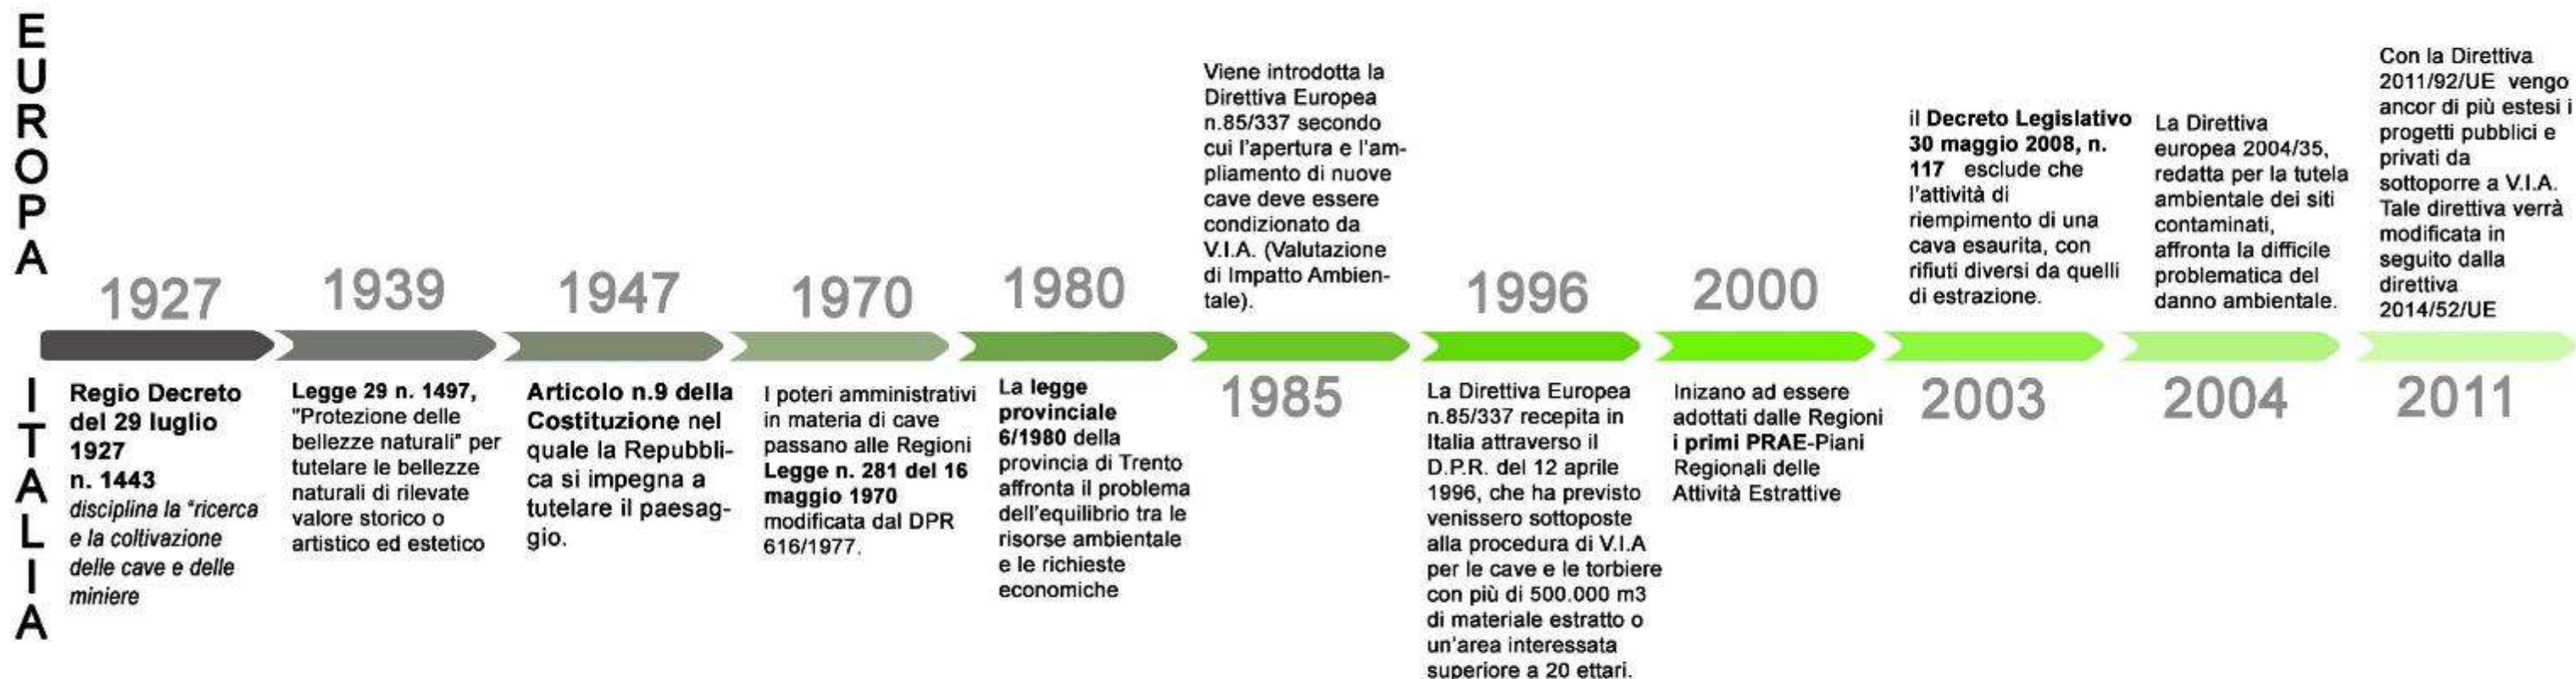 EUROPA
1927
1939
1947
1970
1980
Viene introdotta la
Direttiva Europea
n.85/337 secondo
cui l'apertura e l'am-
pliamento di nuove
cave deve essere
condizionato da
V.I.A. (Valutazione
di Impatto Ambien-
tale).
1996
2000
il Decreto Legislativo
30 maggio 2008, n.
117 esclude che
l'attività di
riempimento di una
cava esaurita, con
rifiuti diversi da quelli
di estrazione.
La Direttiva
europea 2004/35,
redatta per la tutela
ambientale dei siti
contaminati,
affronta la difficile
problematica del
danno ambientale.
Con la Direttiva
2011/92/UE vengo
ancor di più estesi i
progetti pubblici e
privati da
sottoporre a V.I.A.
Tale direttiva verrà
modificata in
seguito dalla
direttiva
2014/52/UE
ITALIA
Regio Decreto
del 29 luglio
1927
n. 1443
disciplina la "ricerca
e la coltivazione
delle cave e delle
miniere
Legge 29 n. 1497,
"Protezione delle
bellezze naturali" per
tutelare le bellezze
naturali di rilevate
valore storico o
artistico ed estetico
Articolo n.9 della
Costituzione nel
quale la Repubbli-
ca si impegna a
tutelare il paesag-
gio.
I poteri amministrativi
in materia di cave
passano alle Regioni
Legge n. 281 del 16
maggio 1970
modificata dal DPR
616/1977.
La legge
provinciale
6/1980 della
provincia di Trento
affronta il problema
dell'equilibrio tra le
risorse ambientale
e le richieste
economiche
1985
La Direttiva Europea
n.85/337 recepita in
Italia attraverso il
D.P.R. del 12 aprile
1996, che ha previsto
venissero sottoposte
alla procedura di V.I.A
per le cave e le torbiere
con più di 500.000 m3
di materiale estratto o
un'area interessata
superiore a 20 ettari.
Inizano ad essere
adottati dalle Regioni
i primi PRAE-Piani
Regionali delle
Attività Estrattive
2003
2004
2011